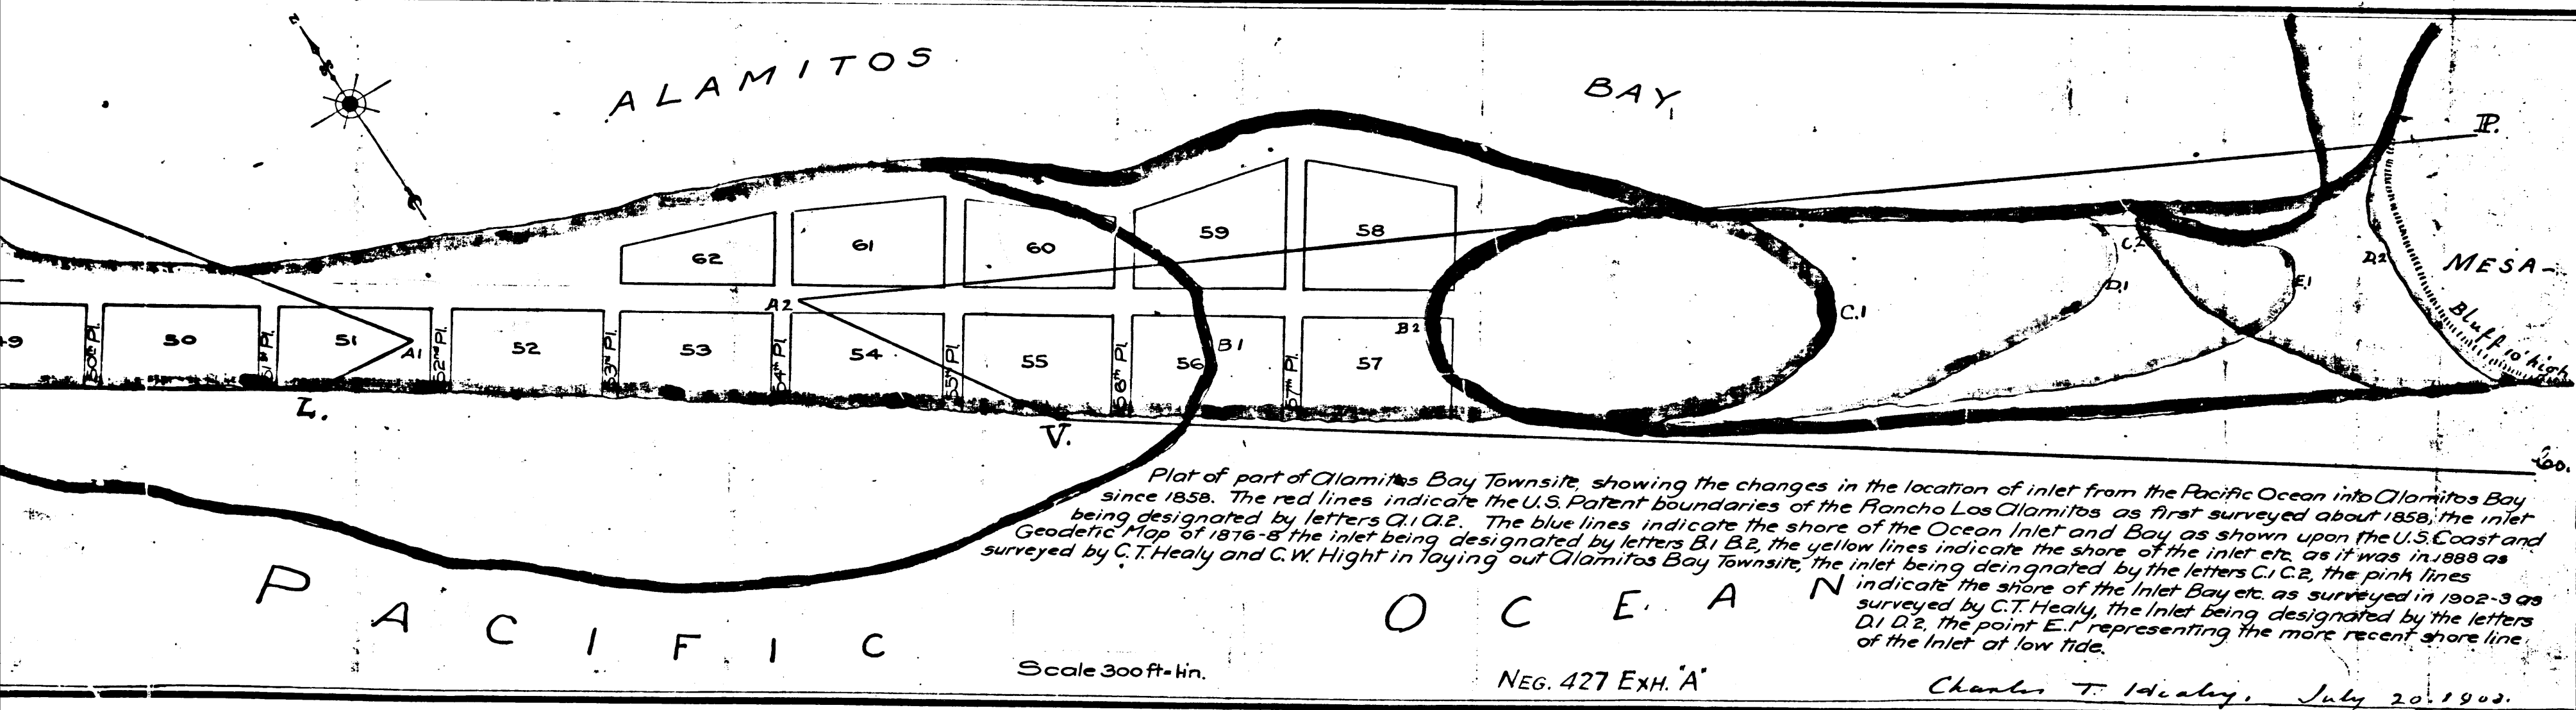 N
S
ALAMITOS BAY
P.
MESA-
Bluff 10' high
62 61 60 59 58
49 50 51 52 53 54 55 56 57
50th Pl. 51st Pl. 52nd Pl. 53rd Pl. 54th Pl. 55th Pl. 56th Pl. 57th Pl.
A1 A2 B1 B2 C.1 C.2 D.1 D.2 E.1
L. V. Co.
Plat of part of Alamitos Bay Townsite, showing the changes in the location of inlet from the Pacific Ocean into Alamitos Bay
since 1858. The red lines indicate the U.S. Patent boundaries of the Rancho Los Alamitos as first surveyed about 1858, the inlet
being designated by letters A.1 A.2. The blue lines indicate the shore of the Ocean Inlet and Bay as shown upon the U.S. Coast and
Geodetic Map of 1876-8 the inlet being designated by letters B.1 B.2, the yellow lines indicate the shore of the inlet etc. as it was in 1888 as
surveyed by C.T. Healy and C.W. Hight in laying out Alamitos Bay Townsite, the inlet being deingnated by the letters C.1 C.2, the pink lines
indicate the shore of the Inlet Bay etc. as surveyed in 1902-3 as
surveyed by C.T. Healy, the Inlet being designated by the letters
D.1 D.2, the point E.1 representing the more recent shore line
of the Inlet at low tide.
PACIFIC OCEAN
Scale 300 ft = 1 in.
NEG. 427 EXH. "A"
Charles T. Healey. July 20. 1903.